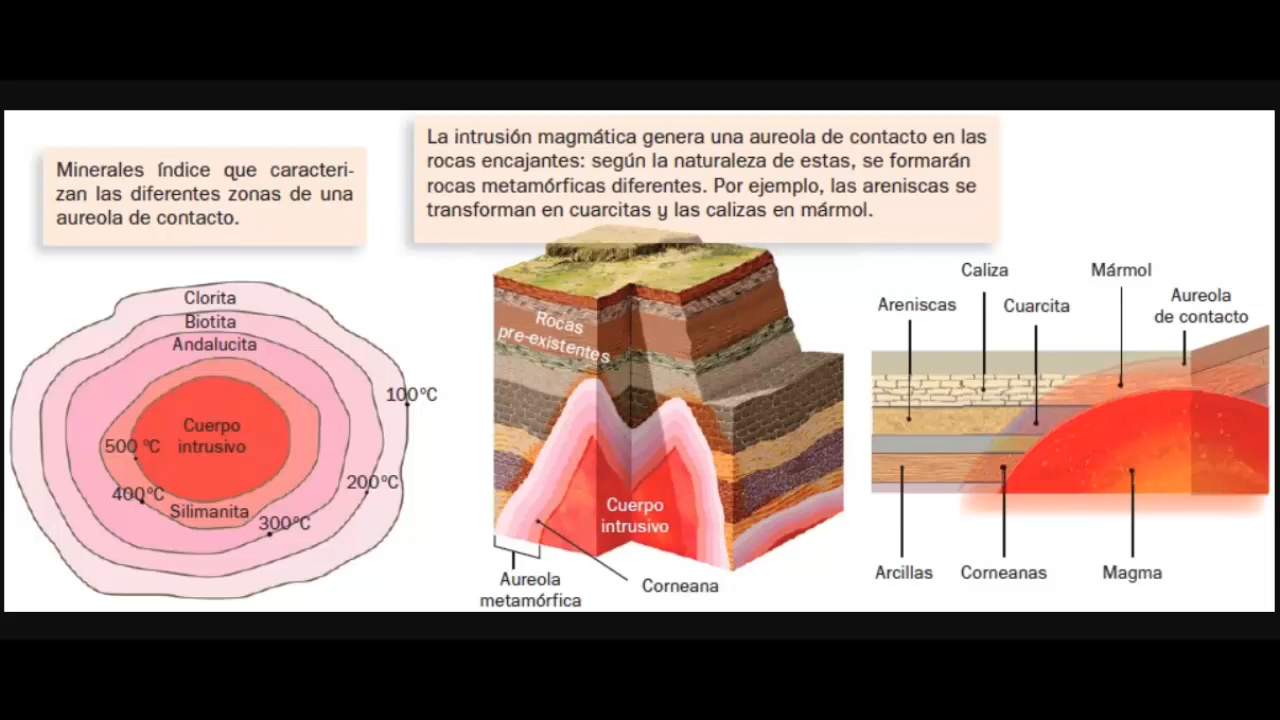 Minerales índice que caracteri-
zan las diferentes zonas de una
aureola de contacto.
La intrusión magmática genera una aureola de contacto en las
rocas encajantes: según la naturaleza de estas, se formarán
rocas metamórficas diferentes. Por ejemplo, las areniscas se
transforman en cuarcitas y las calizas en mármol.
Clorita
Biotita
Andalucita
Cuerpo
intrusivo
500 ºC
400ºC
Silimanita
300ºC
200ºC
100ºC
Rocas
pre-existentes
Cuerpo
intrusivo
Aureola
metamórfica
Corneana
Caliza
Mármol
Areniscas
Cuarcita
Aureola
de contacto
Arcillas
Corneanas
Magma